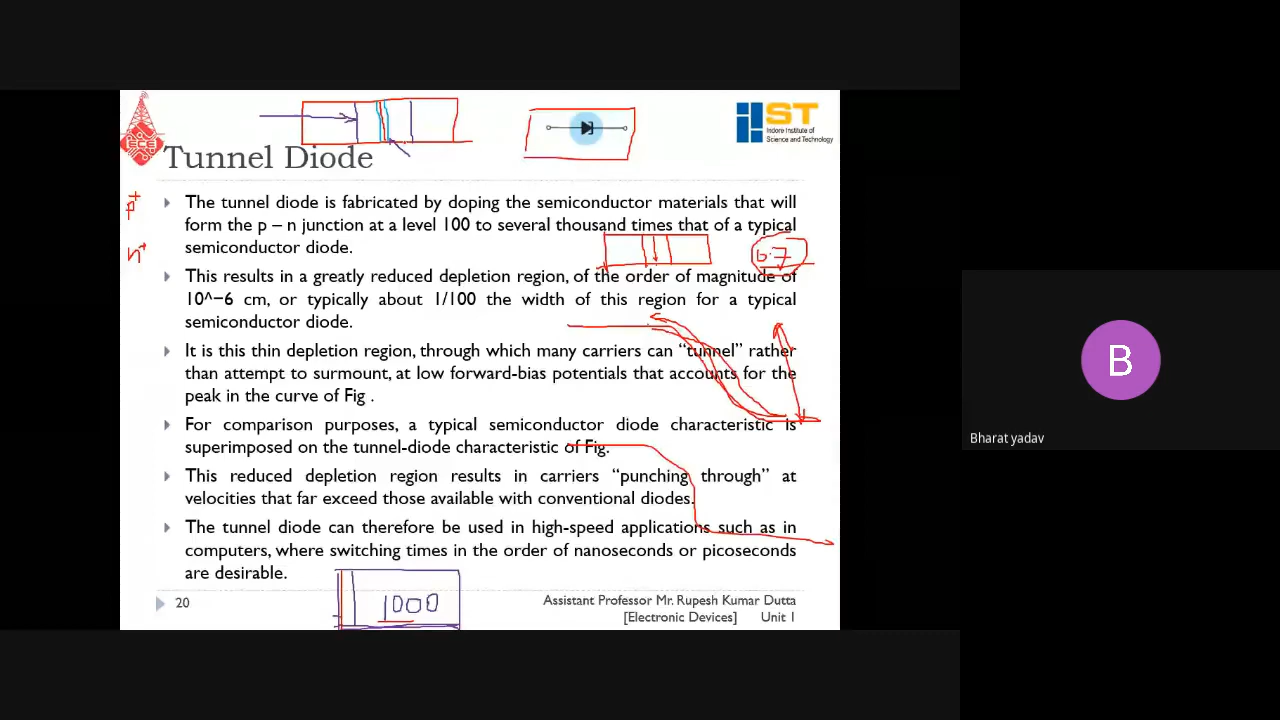 ST
Indore Institute of
Science and Technology
ECE
Tunnel Diode
p+
n+
The tunnel diode is fabricated by doping the semiconductor materials that will
form the p – n junction at a level 100 to several thousand times that of a typical
semiconductor diode.
0.7
This results in a greatly reduced depletion region, of the order of magnitude of
10^−6 cm, or typically about 1/100 the width of this region for a typical
semiconductor diode.
It is this thin depletion region, through which many carriers can “tunnel” rather
than attempt to surmount, at low forward-bias potentials that accounts for the
peak in the curve of Fig .
For comparison purposes, a typical semiconductor diode characteristic is
superimposed on the tunnel-diode characteristic of Fig.
This reduced depletion region results in carriers “punching through” at
velocities that far exceed those available with conventional diodes.
The tunnel diode can therefore be used in high-speed applications such as in
computers, where switching times in the order of nanoseconds or picoseconds
are desirable.
1000
20
Assistant Professor Mr. Rupesh Kumar Dutta
[Electronic Devices] Unit 1
B
Bharat yadav